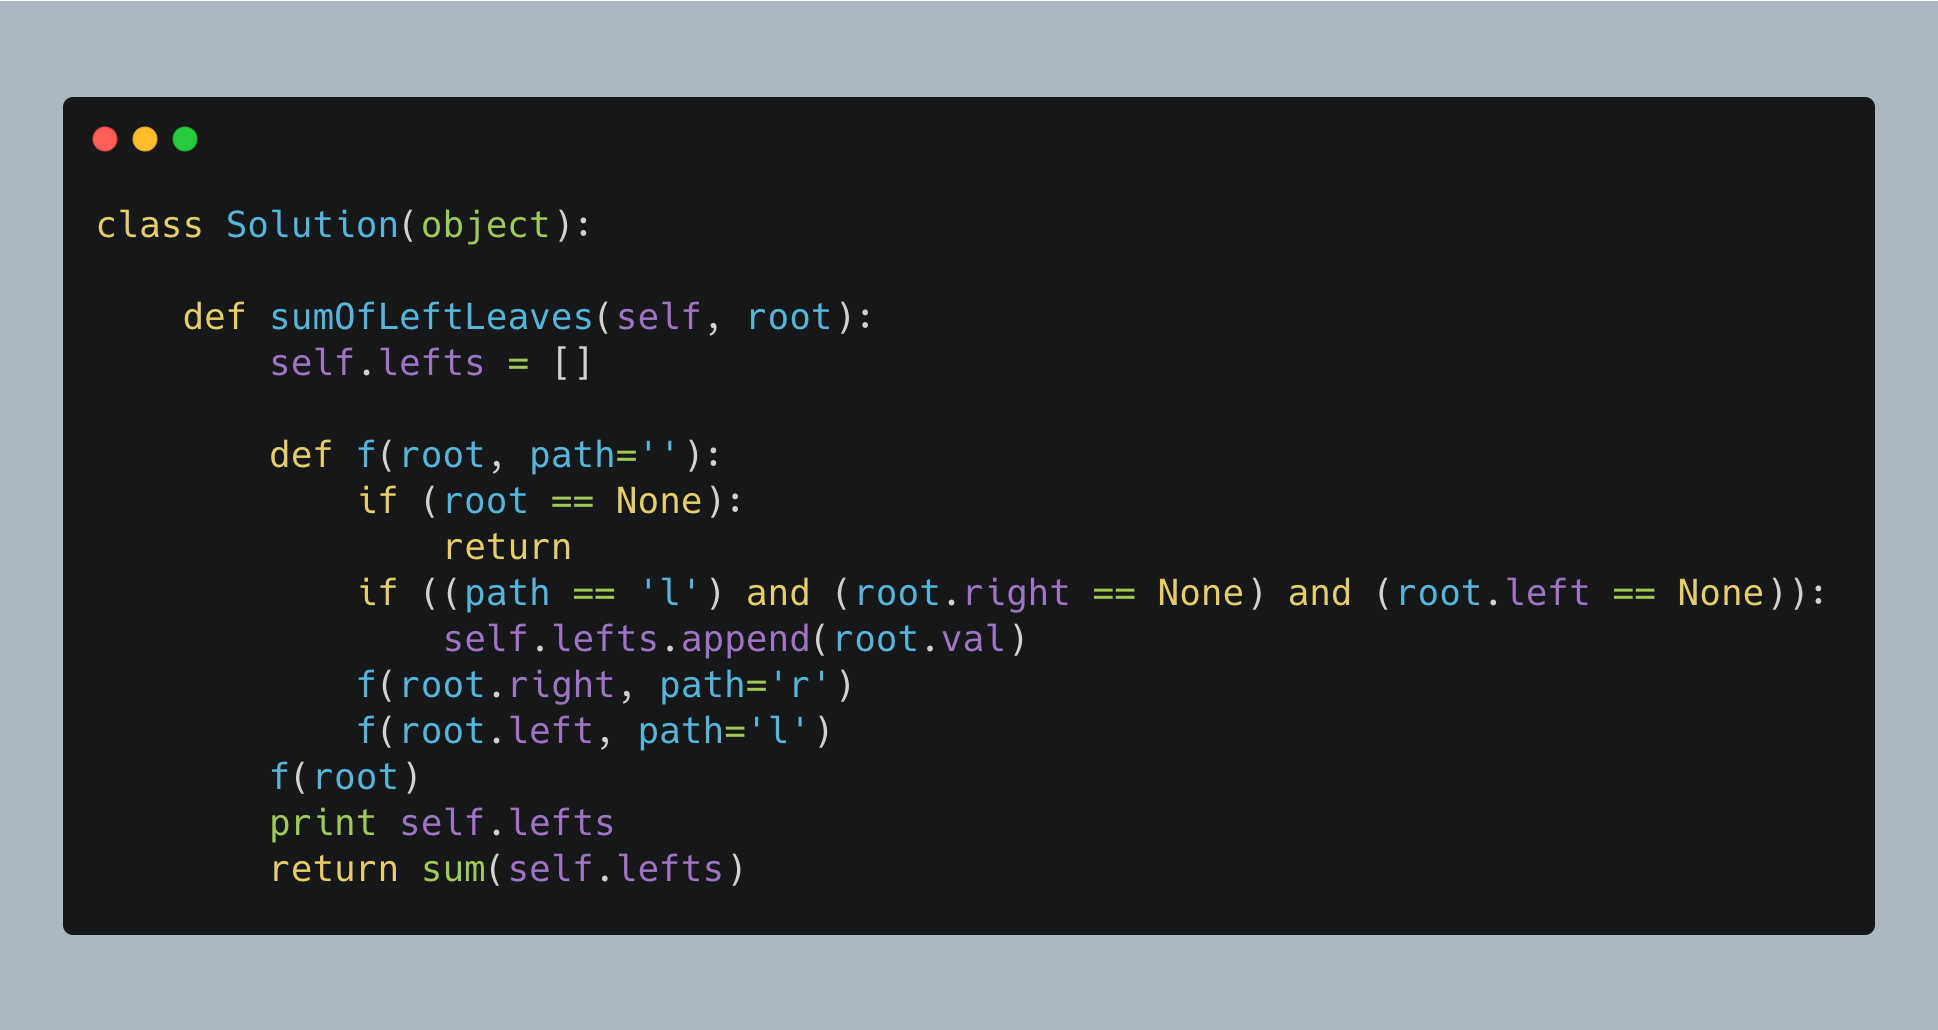 class Solution(object):

    def sumOfLeftLeaves(self, root):
        self.lefts = []

        def f(root, path=''):
            if (root == None):
                return
            if ((path == 'l') and (root.right == None) and (root.left == None)):
                self.lefts.append(root.val)
            f(root.right, path='r')
            f(root.left, path='l')
        f(root)
        print self.lefts
        return sum(self.lefts)